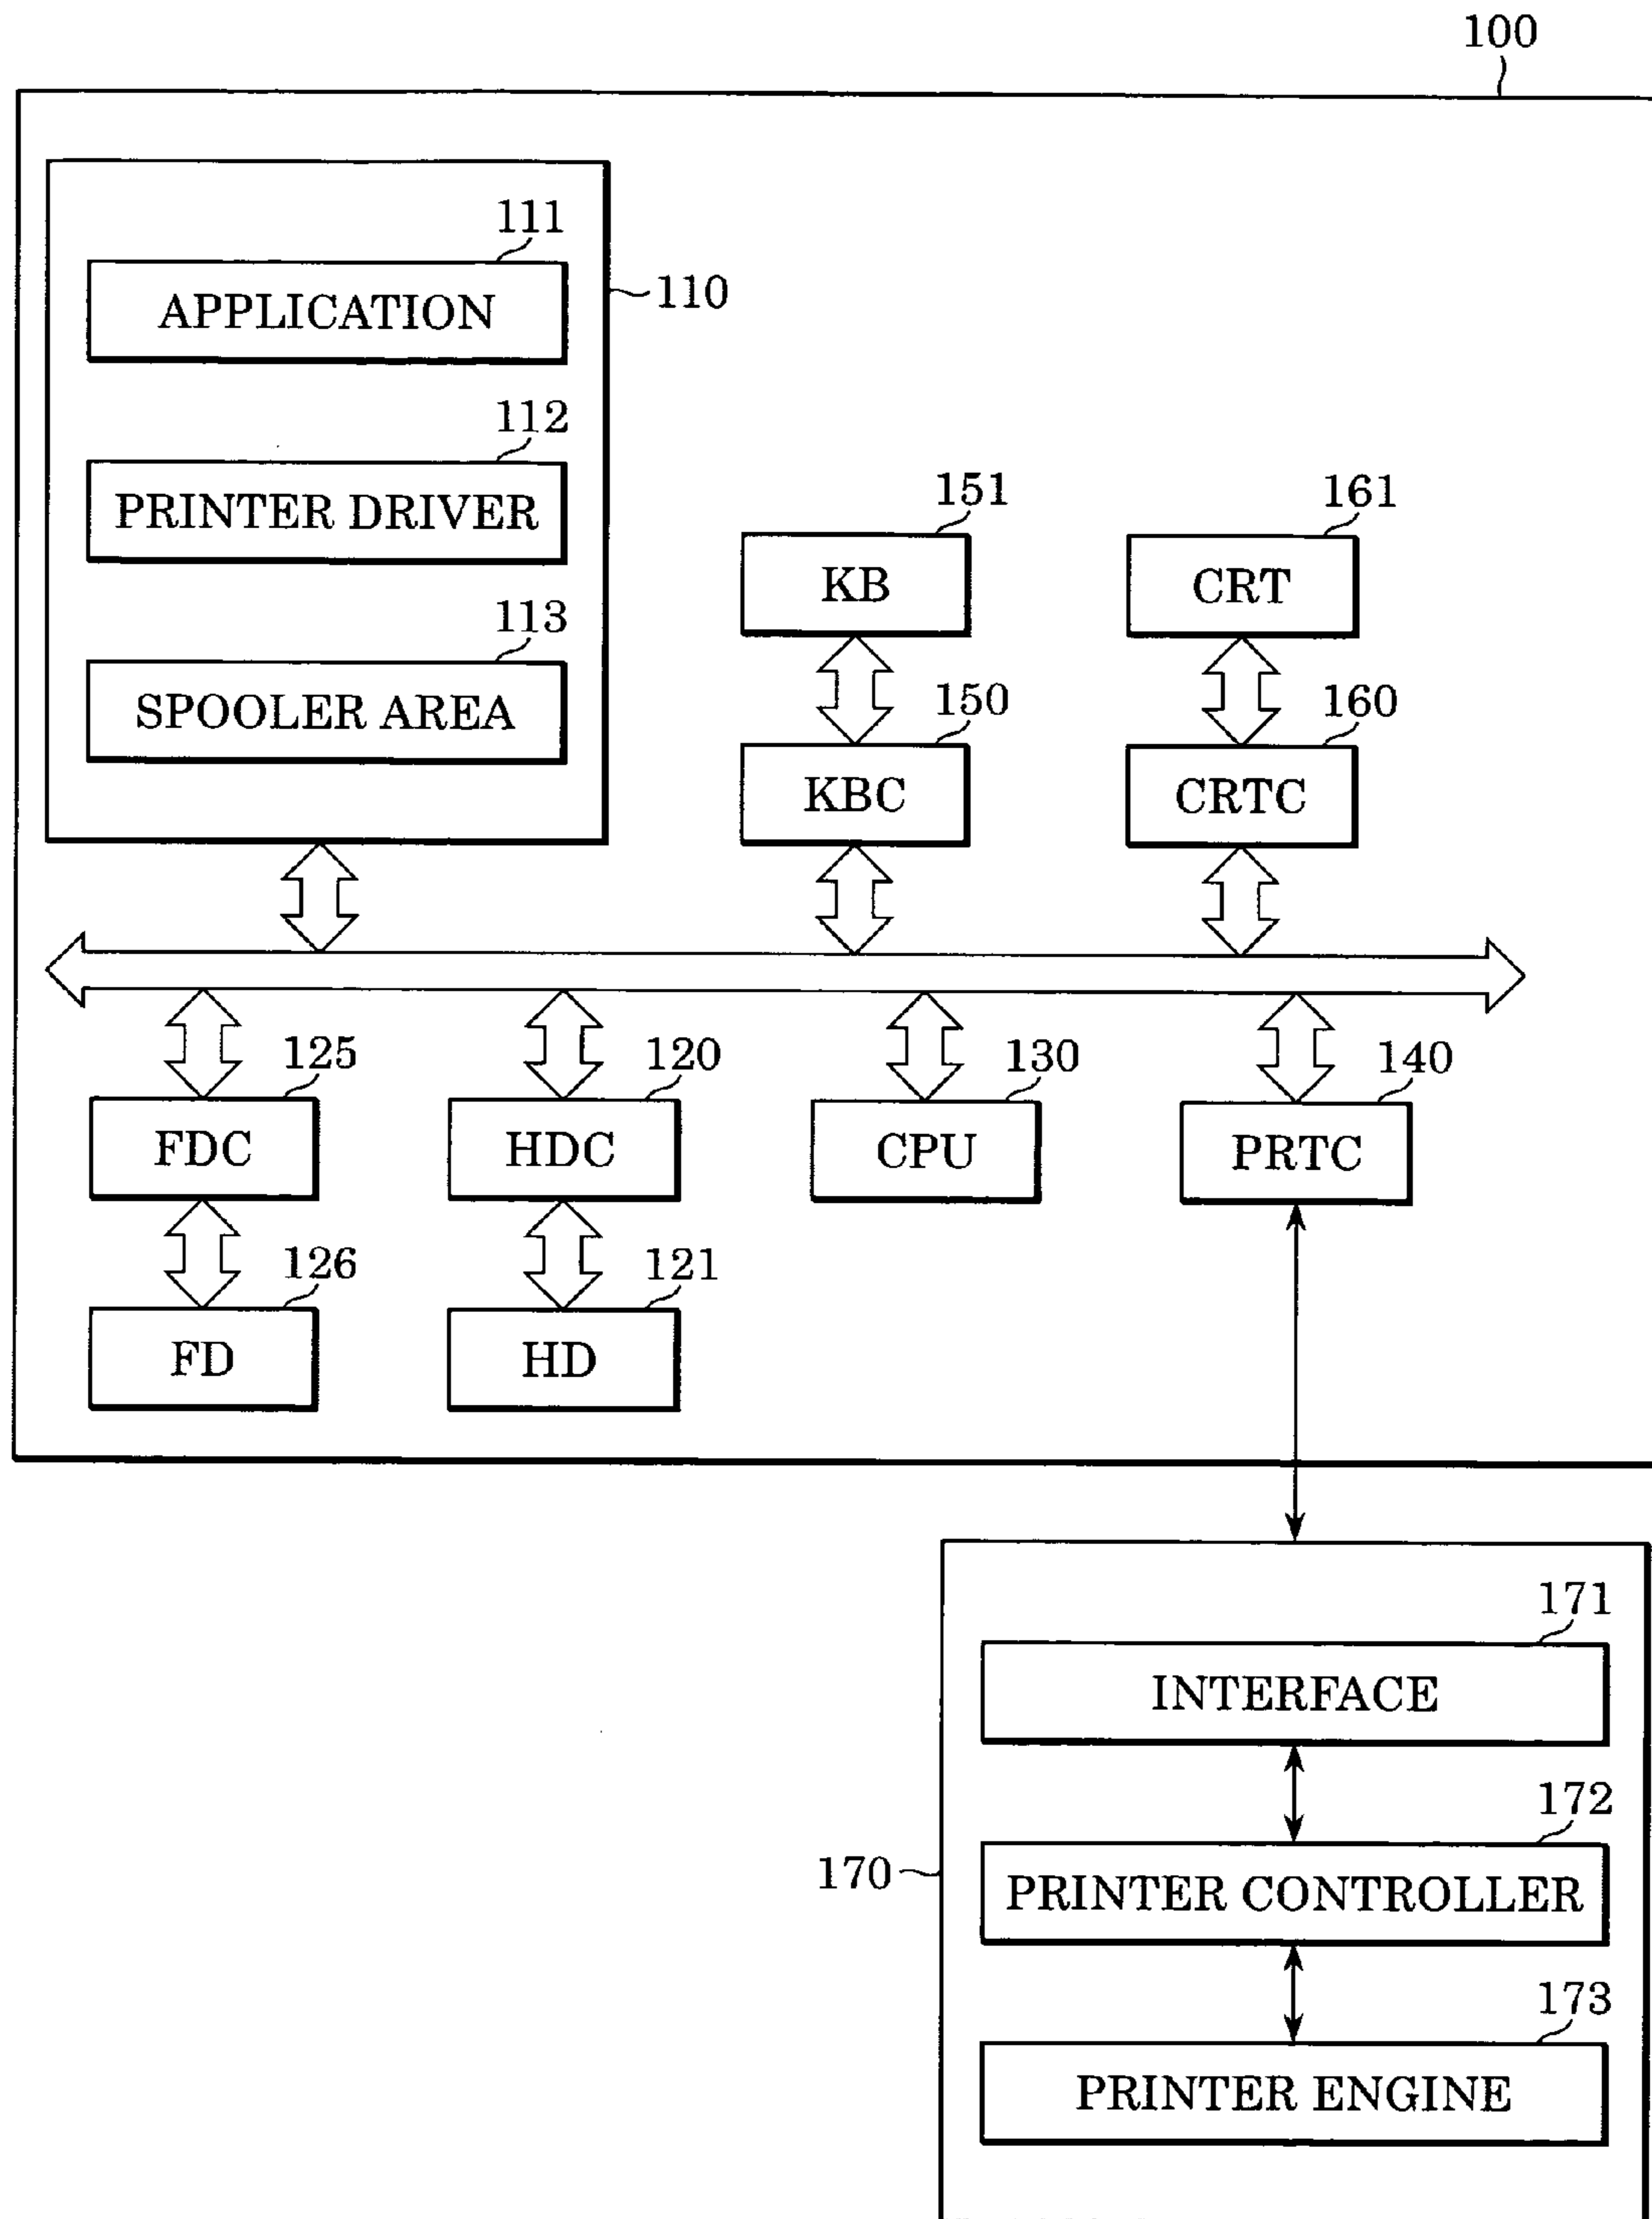 100
111
APPLICATION
110
112
PRINTER DRIVER
113
SPOOLER AREA
151
KB
161
CRT
150
KBC
160
CRTC
125
FDC
120
HDC
130
CPU
140
PRTC
126
FD
121
HD
171
INTERFACE
172
170
PRINTER CONTROLLER
173
PRINTER ENGINE